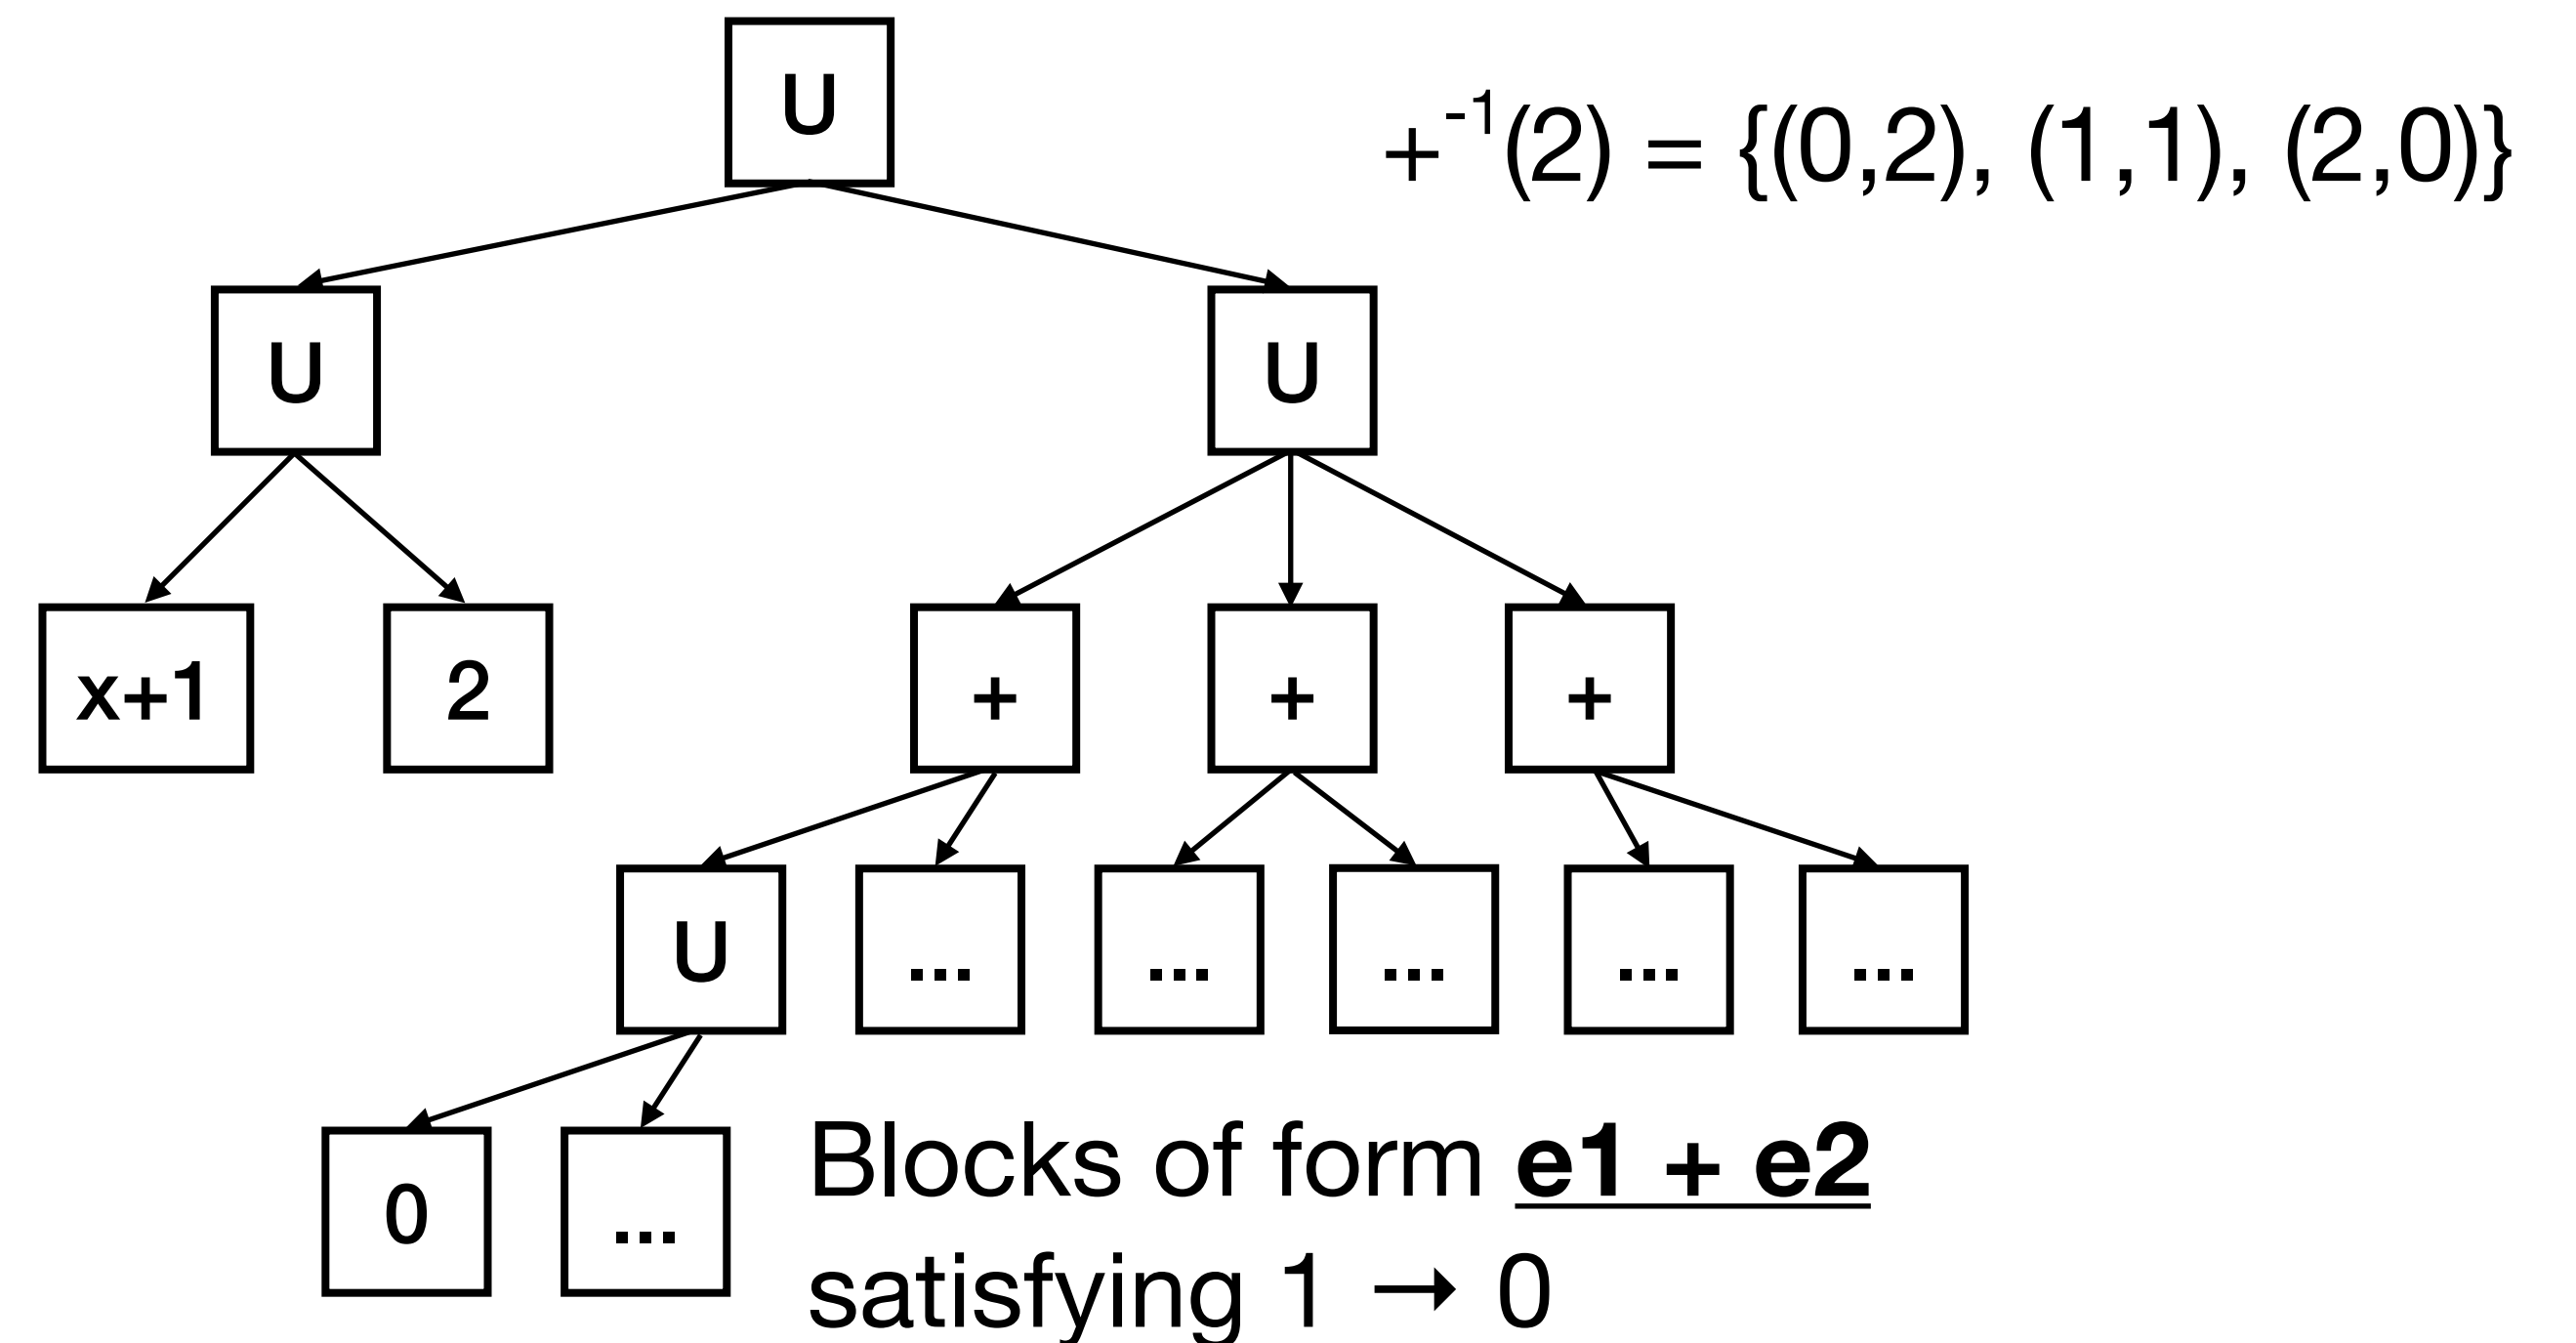 U
+-1(2) = {(0,2), (1,1), (2,0)}
U
U
x+1
2
+
+
+
U
...
...
...
...
...
0
...
Blocks of form e1 + e2
satisfying 1 → 0